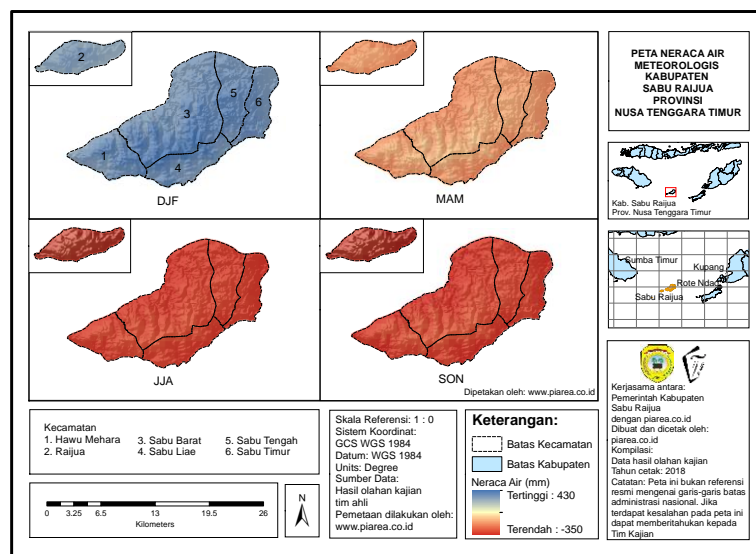 2
3
5
6
1
4
DJF
MAM
JJA
SON
Dipetakan oleh: www.piarea.co.id
PETA NERACA AIR
METEOROLOGIS
KABUPATEN
SABU RAIJUA
PROVINSI
NUSA TENGGARA TIMUR
Kab. Sabu Raijua
Prov. Nusa Tenggara Timur
Sumba Timur
Kupang
Rote Ndao
Sabu Raijua
Kecamatan
1. Hawu Mehara
2. Raijua
3. Sabu Barat
4. Sabu Liae
5. Sabu Tengah
6. Sabu Timur
0 3.25 6.5 13 19.5 26
Kilometers
N
Skala Referensi: 1 : 0
Sistem Koordinat:
GCS WGS 1984
Datum: WGS 1984
Units: Degree
Sumber Data:
Hasil olahan kajian
tim ahli
Pemetaan dilakukan oleh:
www.piarea.co.id
Keterangan:
Batas Kecamatan
Batas Kabupaten
Neraca Air (mm)
Tertinggi : 430
Terendah : -350
Kerjasama antara:
Pemerintah Kabupaten
Sabu Raijua
dengan piarea.co.id
Dibuat dan dicetak oleh:
piarea.co.id
Kompilasi:
Data hasil olahan kajian
Tahun cetak: 2018
Catatan: Peta ini bukan referensi
resmi mengenai garis-garis batas
administrasi nasional. Jika
terdapat kesalahan pada peta ini
dapat memberitahukan kepada
Tim Kajian